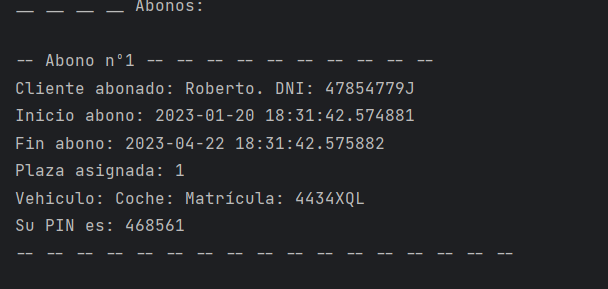 __ __ __ __ Abonos:
-- Abono nº1 -- -- -- -- -- -- -- -- -- --
Cliente abonado: Roberto. DNI: 47854779J
Inicio abono: 2023-01-20 18:31:42.574881
Fin abono: 2023-04-22 18:31:42.575882
Plaza asignada: 1
Vehiculo: Coche: Matrícula: 4434XQL
Su PIN es: 468561
-- -- -- -- -- -- -- -- -- -- -- -- -- -- -- -- --